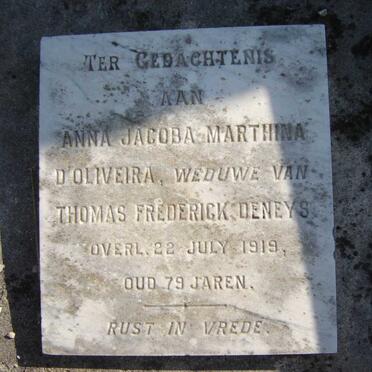 TER GEDACHTENIS
AAN
ANNA JACOBA MARTHINA
D'OLIVEIRA, WEDUWE VAN
THOMAS FREDERICK DENEYS
OVERL. 22 JULY 1919,
OUD 79 JAREN.
RUST IN VREDE.